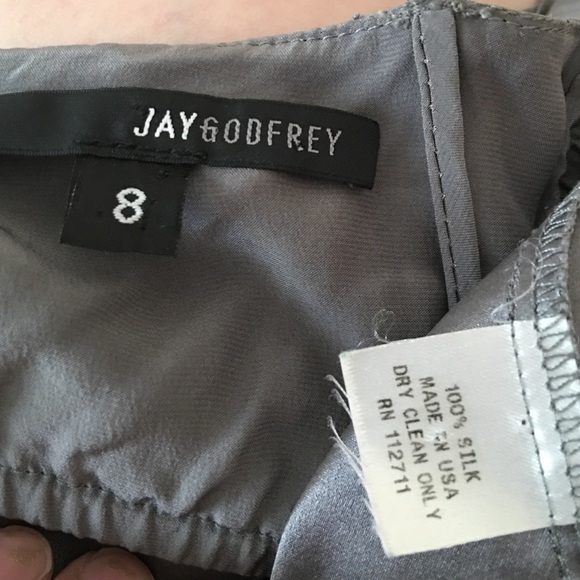 JAYGODFREY
8
100% SILK
MADE IN USA
DRY CLEAN ONLY
RN 112711